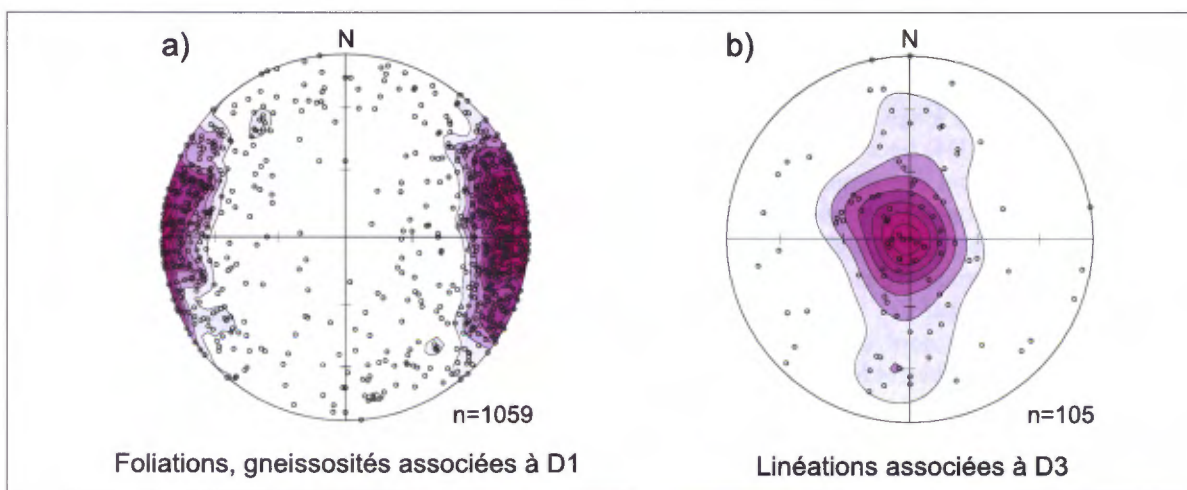 a)
N
n=1059
Foliations, gneissosités associées à D1
b)
N
n=105
Linéations associées à D3